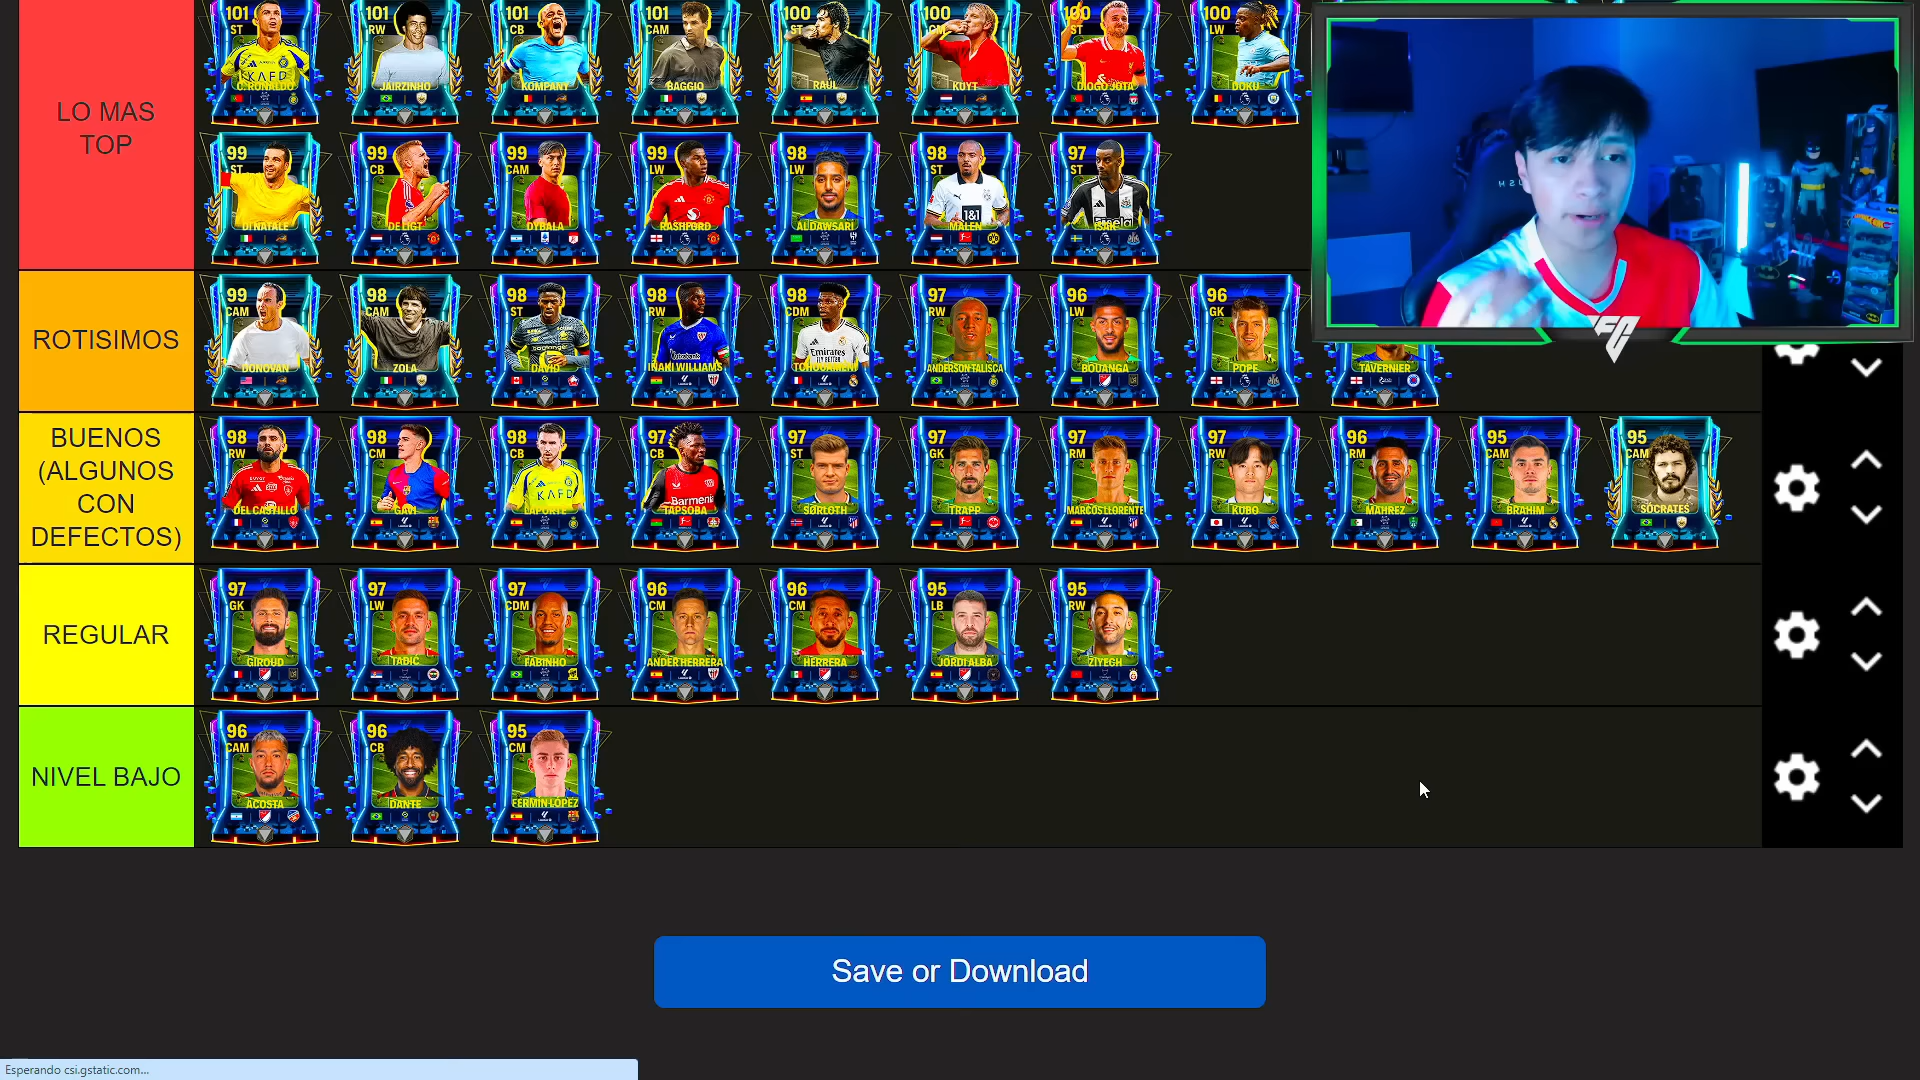 101 101 101 101 100 100 100 100
ST RW CB CAM ST ST LW
C. RONALDO JAIRZINHO KOMPANY BAGGIO RAÚL KUYT DIOGO JOTA DOKU
LO MAS
TOP
99 99 99 99 98 98 97
ST CB CAM LW LW ST ST
DI NATALE DE LIGT DYBALA RASHFORD ALDAWSARI MALEN ISAK
ROTISIMOS
99 98 98 98 98 97 96 96
CAM CAM ST RW CDM RW LW GK
DONOVAN ZOLA DAVID IÑAKI WILLIAMS TCHOUAMÉNI ANDERSON TALISCA BOUANGA POPE TAVERNIER
BUENOS
(ALGUNOS
CON
DEFECTOS)
98 98 98 97 97 97 97 97 96 95 95
RW CM CB CB ST GK RM RW RM CAM CAM
DEL CASTILLO GAVI LAPORTE TAPSOBA SØRLOTH TRAPP MARCOS LLORENTE KUBO MAHREZ BRAHIM SÓCRATES
REGULAR
97 97 97 96 96 95 95
GK LW CDM CM CM LB RW
GIROUD TADIĆ FABINHO ANDER HERRERA HERRERA JORDI ALBA ZIYECH
NIVEL BAJO
96 96 95
CAM CB CM
ACOSTA DANTE FERMÍN LÓPEZ
Save or Download
Esperando csi.gstatic.com...